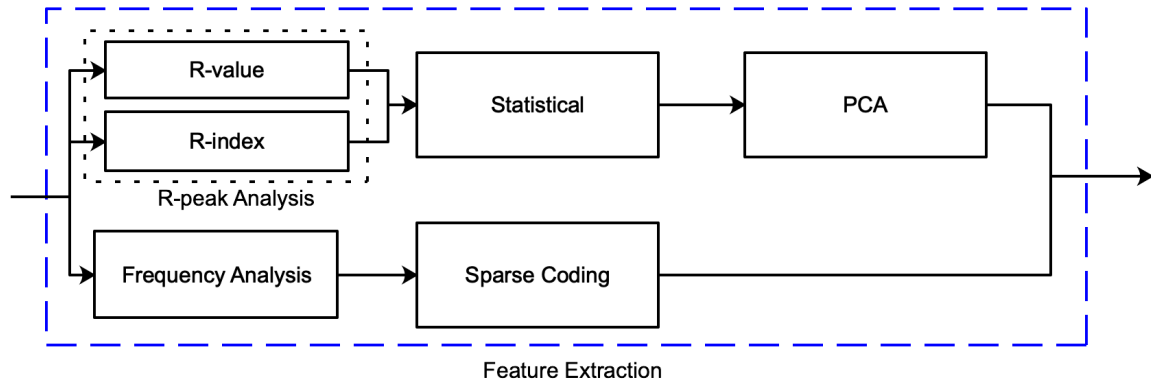 R-value
Statistical
PCA
R-index
R-peak Analysis
Frequency Analysis
Sparse Coding
Feature Extraction